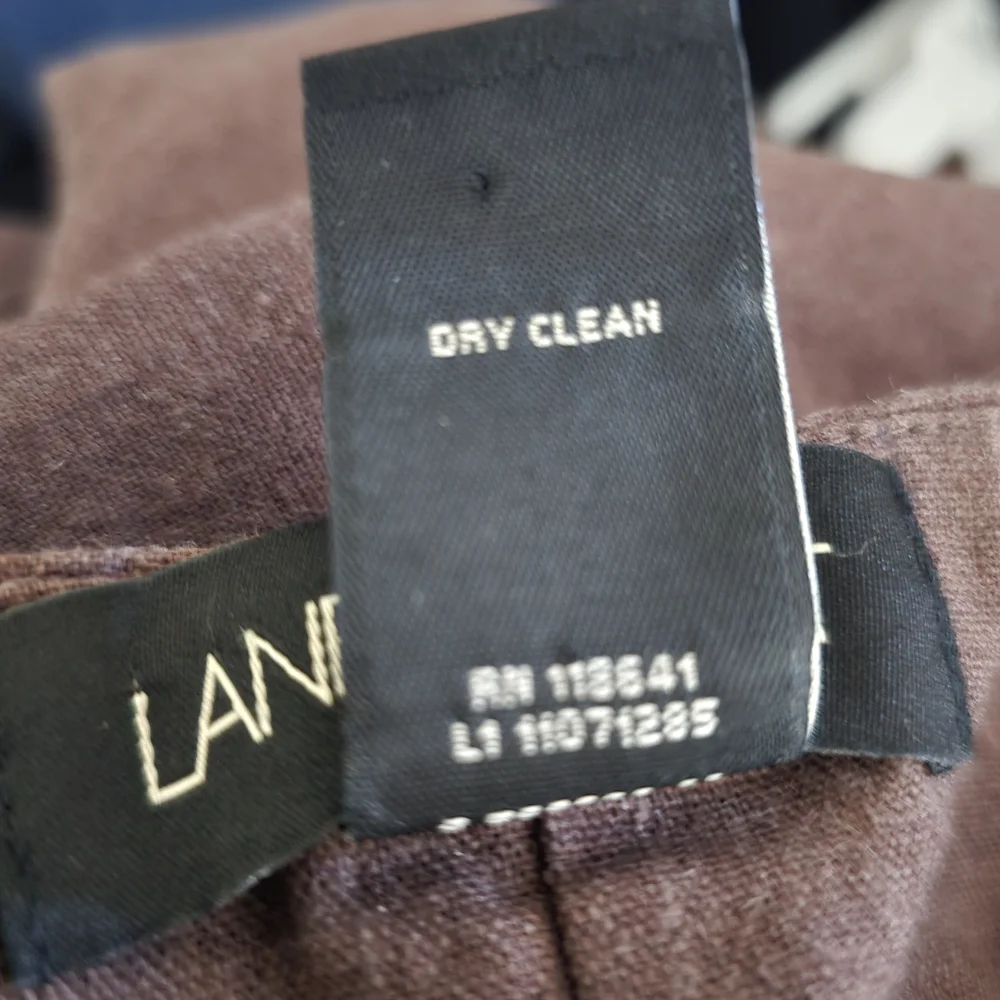 DRY CLEAN
LAN
RN 118641
L1 11071285